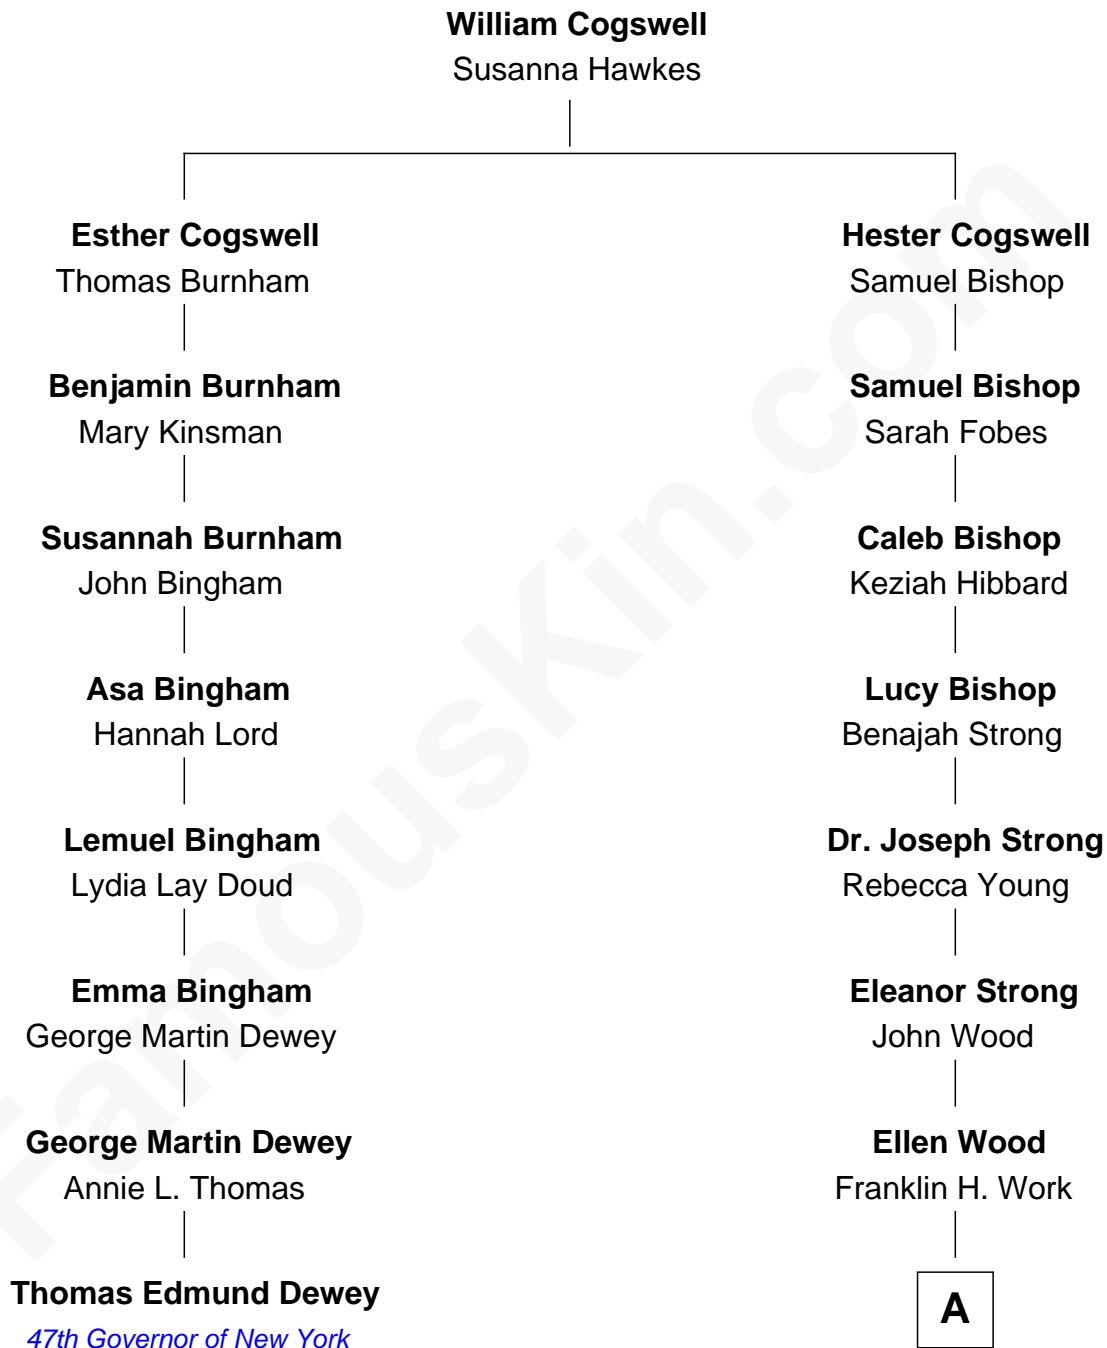 William Cogswell
Susanna Hawkes
Esther Cogswell
Thomas Burnham
Hester Cogswell
Samuel Bishop
Benjamin Burnham
Mary Kinsman
Samuel Bishop
Sarah Fobes
Susannah Burnham
John Bingham
Caleb Bishop
Keziah Hibbard
Asa Bingham
Hannah Lord
Lucy Bishop
Benajah Strong
Lemuel Bingham
Lydia Lay Doud
Dr. Joseph Strong
Rebecca Young
Emma Bingham
George Martin Dewey
Eleanor Strong
John Wood
George Martin Dewey
Annie L. Thomas
Ellen Wood
Franklin H. Work
Thomas Edmund Dewey
47th Governor of New York
A
FamousKin.com